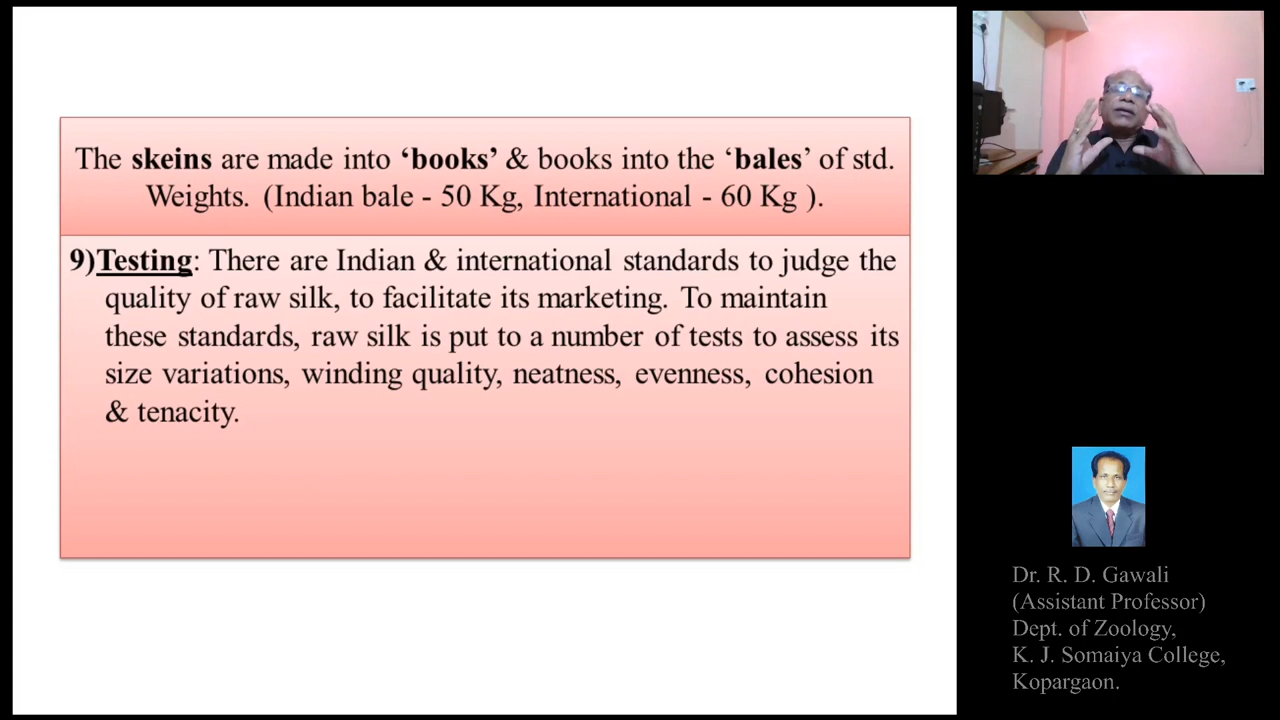 The skeins are made into ‘books’ & books into the ‘bales’ of std.
Weights. (Indian bale - 50 Kg, International - 60 Kg ).
9)Testing: There are Indian & international standards to judge the
quality of raw silk, to facilitate its marketing. To maintain
these standards, raw silk is put to a number of tests to assess its
size variations, winding quality, neatness, evenness, cohesion
& tenacity.
Dr. R. D. Gawali
(Assistant Professor)
Dept. of Zoology,
K. J. Somaiya College,
Kopargaon.